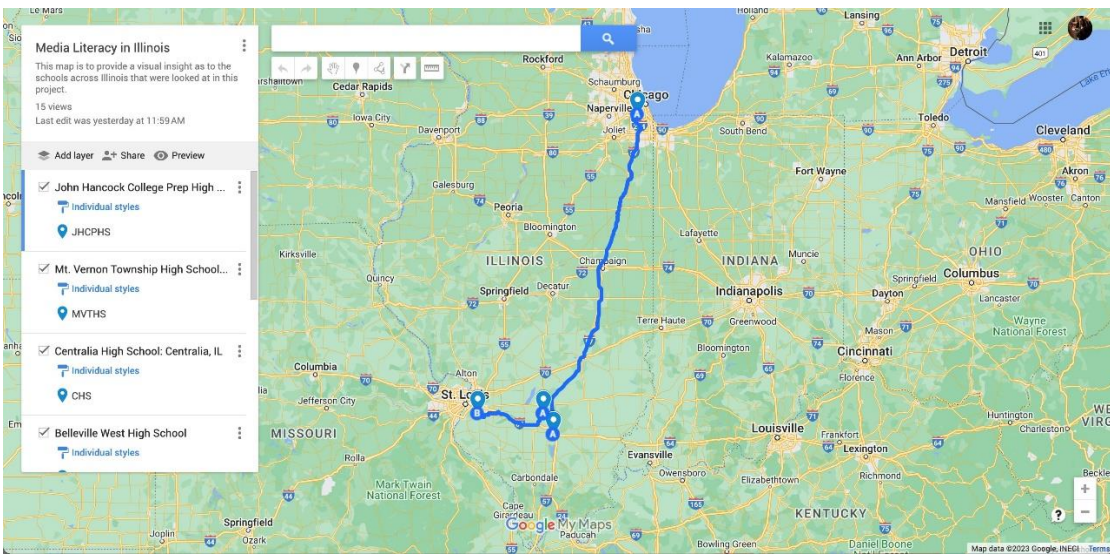 Media Literacy in Illinois
This map is to provide a visual insight as to the
schools across Illinois that were looked at in this
project.
15 views
Last edit was yesterday at 11:59 AM
Add layer
Share
Preview
John Hancock College Prep High ...
Individual styles
JHCPHS
Mt. Vernon Township High School...
Individual styles
MVTHS
Centralia High School: Centralia, IL
Individual styles
CHS
Belleville West High School
Individual styles
Le Mars
Holland
Lansing
Rockford
Kalamazoo
Ann Arbor
Detroit
Schaumburg
Chicago
Cedar Rapids
Naperville
Lake Erie
Iowa City
Joliet
South Bend
Toledo
Davenport
Cleveland
Akron
Fort Wayne
Galesburg
Mansfield
Wooster
Canton
Peoria
Bloomington
Lafayette
Kirksville
ILLINOIS
Champaign
INDIANA
Muncie
OHIO
Quincy
Springfield
Decatur
Indianapolis
Springfield
Columbus
Dayton
Lancaster
Terre Haute
Greenwood
Wayne
National Forest
Mason
Bloomington
Cincinnati
Columbia
Alton
Florence
Jefferson City
St. Louis
Huntington
Charleston
MISSOURI
Louisville
Frankfort
Lexington
Rolla
Evansville
Owensboro
Elizabethtown
Richmond
Carbondale
Mark Twain
National Forest
Cape
Girardeau
Google My Maps
Paducah
Springfield
Joplin
Ozark
KENTUCKY
Bowling Green
Daniel Boone
Map data ©2023 Google, INEGI
Terms